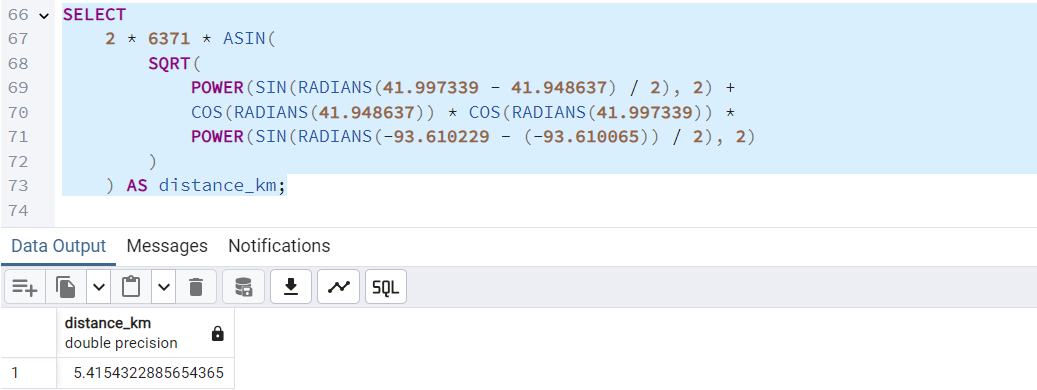 66 SELECT
67     2 * 6371 * ASIN(
68         SQRT(
69             POWER(SIN(RADIANS(41.997339 - 41.948637) / 2), 2) +
70             COS(RADIANS(41.948637)) * COS(RADIANS(41.997339)) *
71             POWER(SIN(RADIANS(-93.610229 - (-93.610065)) / 2), 2)
72         )
73     ) AS distance_km;
74
Data Output Messages Notifications
SQL
distance_km
double precision
1 5.4154322885654365